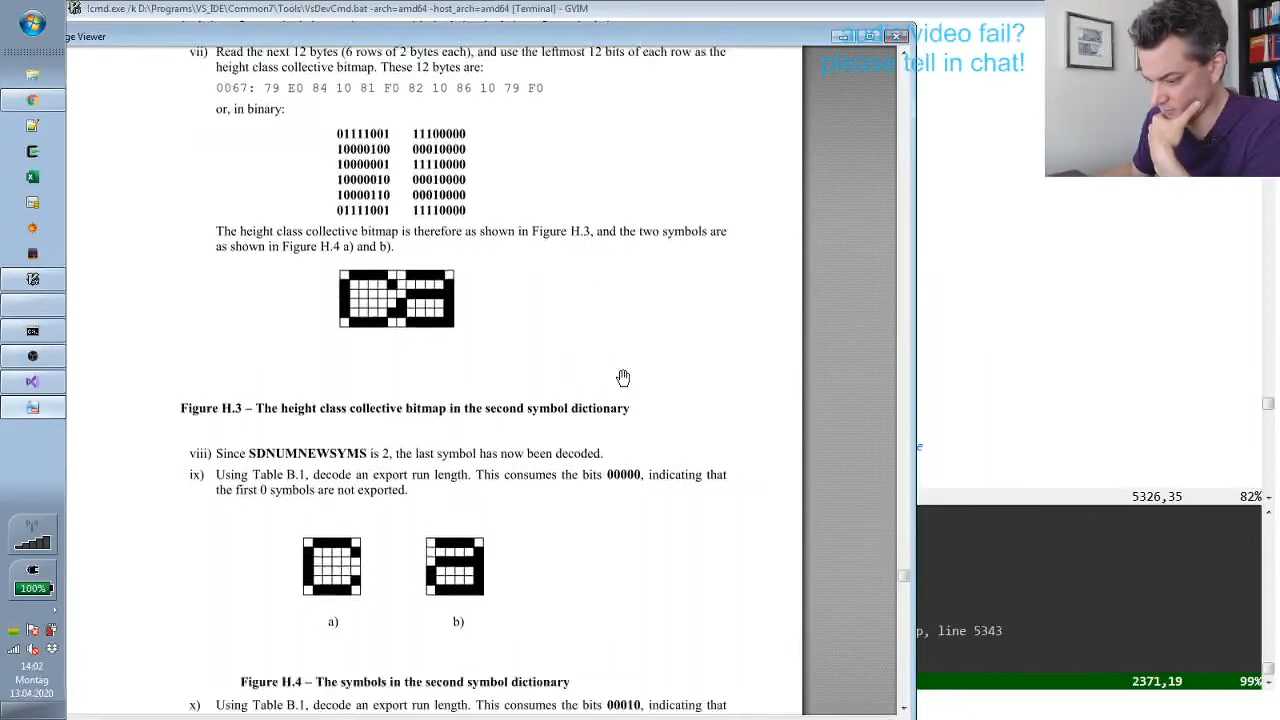 !cmd.exe /k D:\Programs\VS_IDE\Common7\Tools\VsDevCmd.bat -arch=amd64 -host_arch=amd64 [Terminal] - GVIM
ge Viewer
audio/video fail?
please tell in chat!
vii) Read the next 12 bytes (6 rows of 2 bytes each), and use the leftmost 12 bits of each row as the
height class collective bitmap. These 12 bytes are:
0067: 79 E0 84 10 81 F0 82 10 86 10 79 F0
or, in binary:
01111001 11100000
10000100 00010000
10000001 11110000
10000010 00010000
10000110 00010000
01111001 11110000
The height class collective bitmap is therefore as shown in Figure H.3, and the two symbols are
as shown in Figure H.4 a) and b).
Figure H.3 – The height class collective bitmap in the second symbol dictionary
viii) Since SDNUMNEWSYMS is 2, the last symbol has now been decoded.
ix) Using Table B.1, decode an export run length. This consumes the bits 00000, indicating that
the first 0 symbols are not exported.
a) b)
Figure H.4 – The symbols in the second symbol dictionary
x) Using Table B.1, decode an export run length. This consumes the bits 00010, indicating that
e
5326,35 82%
p, line 5343
2371,19 99%
100%
14:02
Montag
13.04.2020